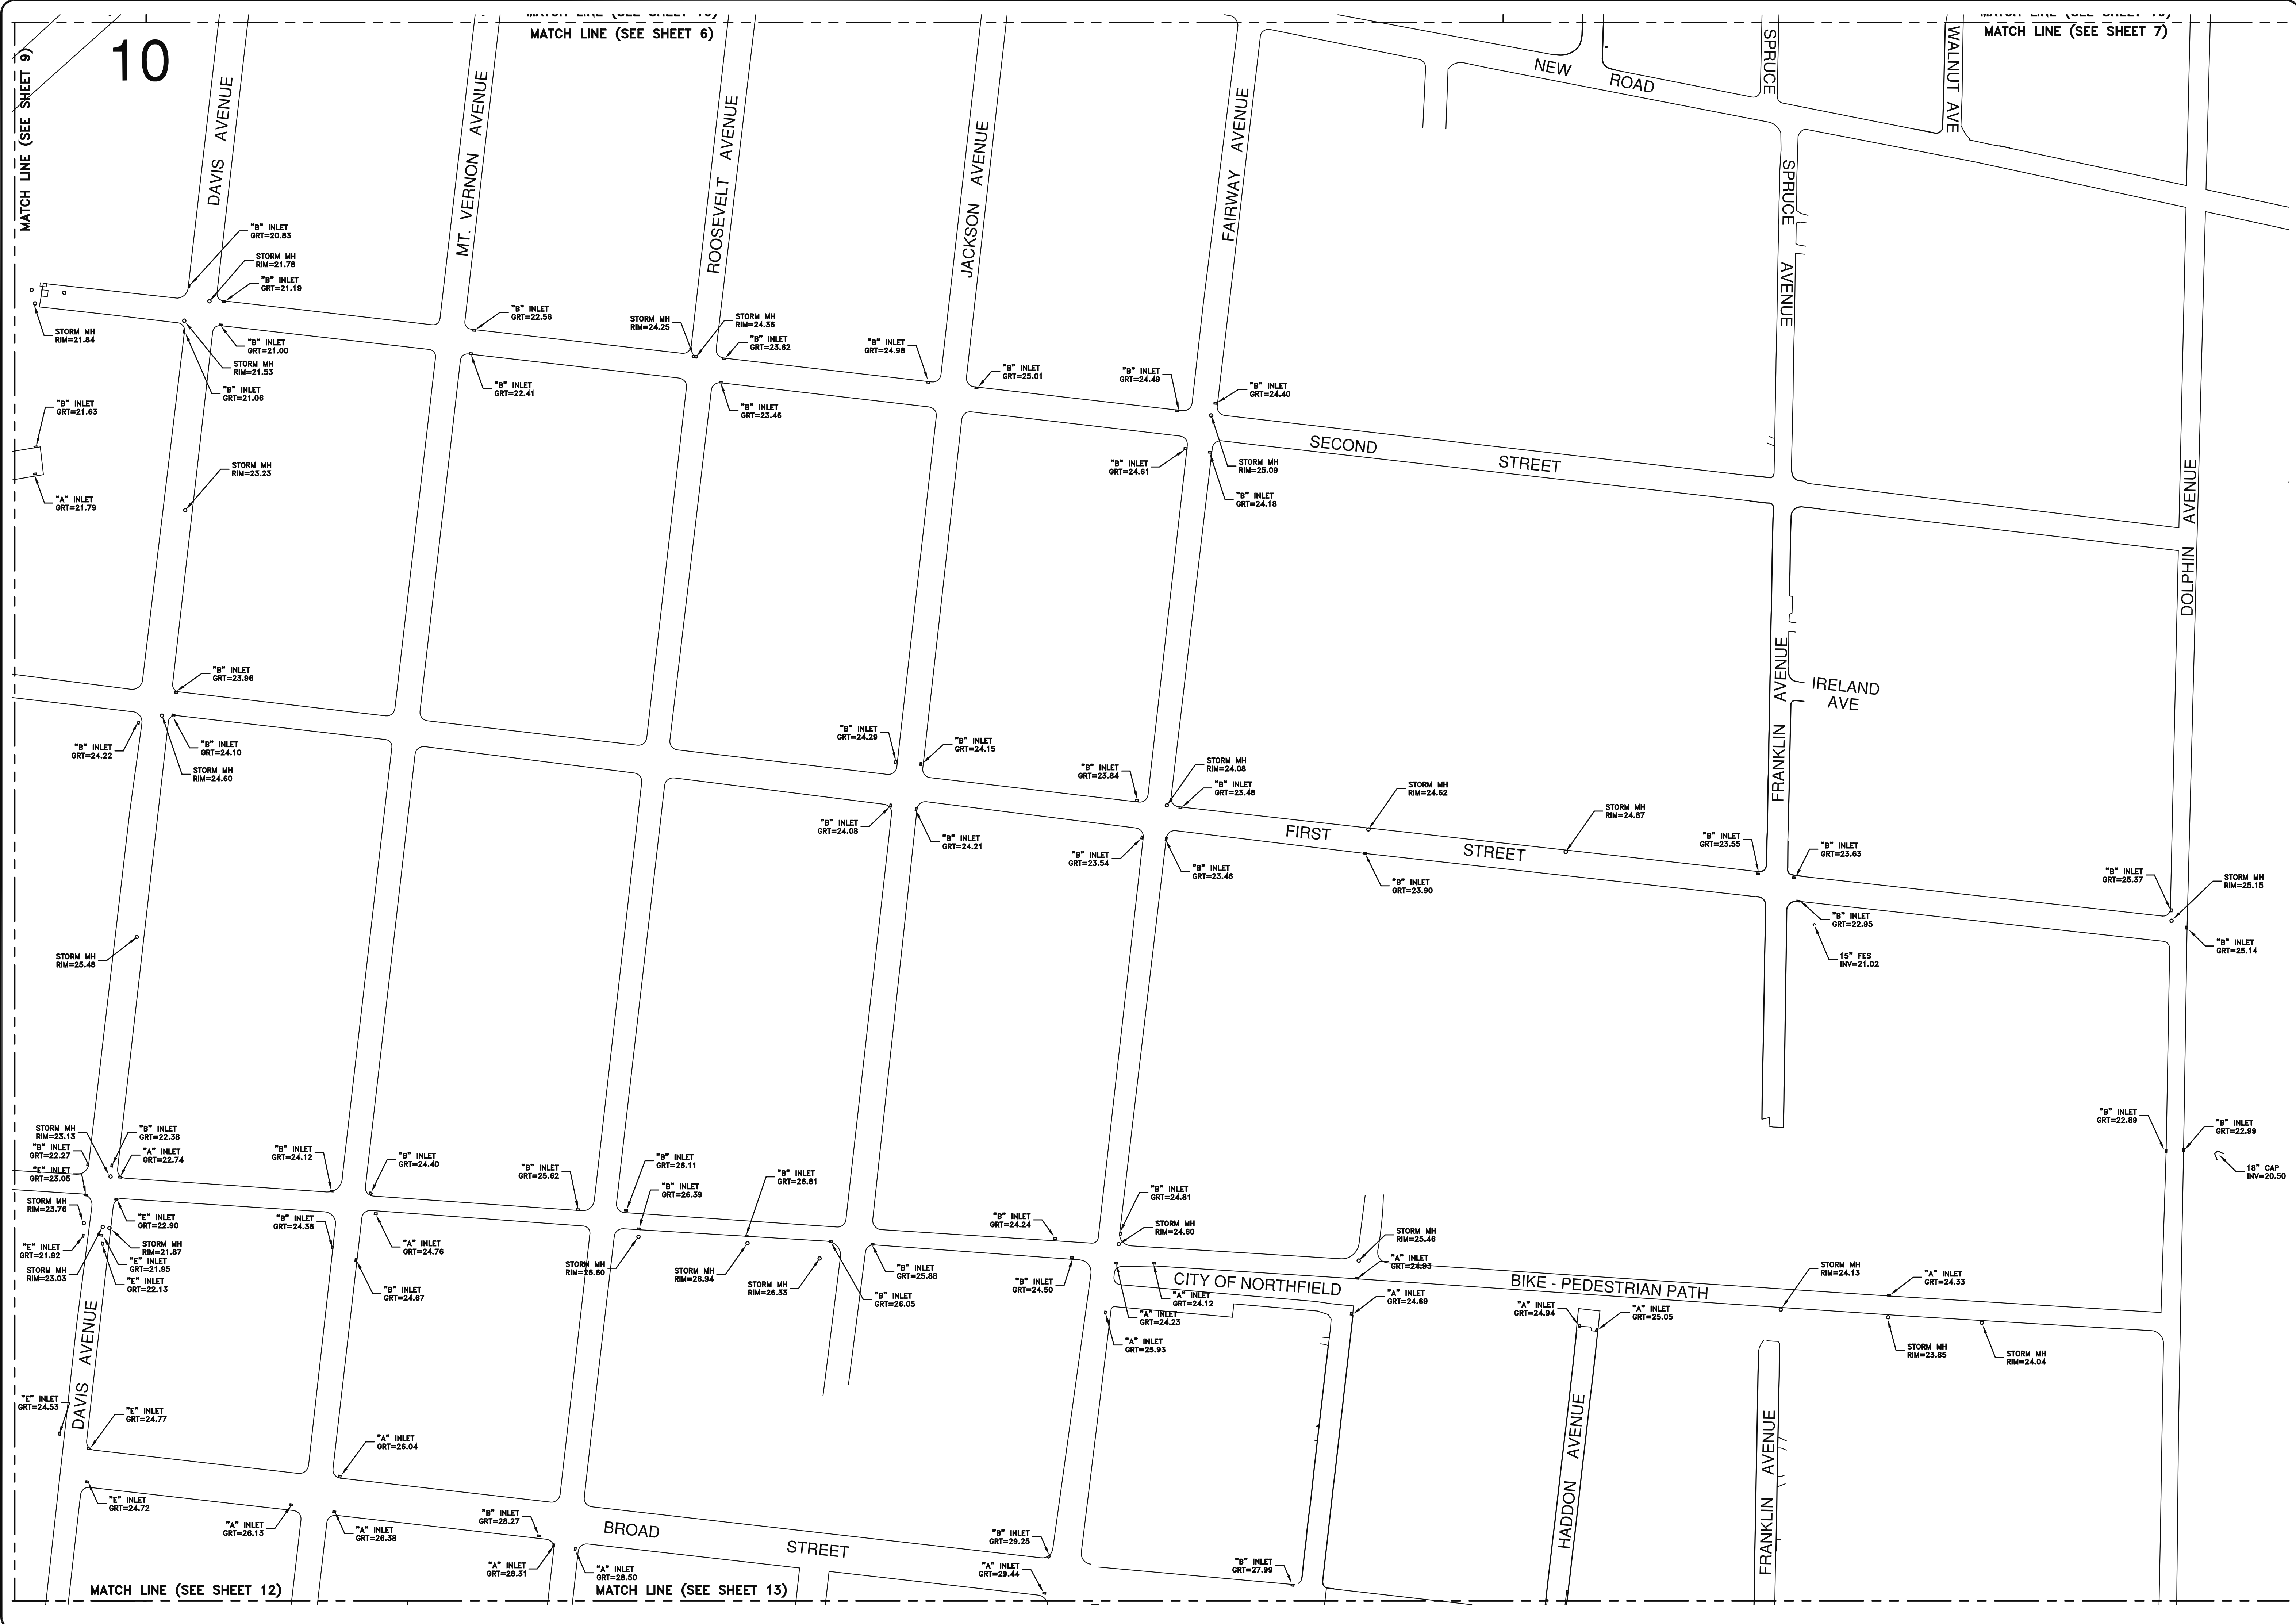 MATCH LINE (SEE SHEET 6)
MATCH LINE (SEE SHEET 7)
MATCH LINE (SEE SHEET 9)
10
DAVIS AVENUE
MT. VERNON AVENUE
ROOSEVELT AVENUE
JACKSON AVENUE
FAIRWAY AVENUE
NEW ROAD
SPRUCE
WALNUT AVE
SPRUCE AVENUE
DOLPHIN AVENUE
"B" INLET
GRT=20.83
STORM MH
RIM=21.78
"B" INLET
GRT=21.19
STORM MH
RIM=21.84
"B" INLET
GRT=21.00
STORM MH
RIM=21.53
"B" INLET
GRT=21.06
"B" INLET
GRT=22.56
STORM MH
RIM=24.25
STORM MH
RIM=24.36
"B" INLET
GRT=23.62
"B" INLET
GRT=24.98
"B" INLET
GRT=25.01
"B" INLET
GRT=24.49
"B" INLET
GRT=24.40
"B" INLET
GRT=22.41
"B" INLET
GRT=23.46
"B" INLET
GRT=21.63
"A" INLET
GRT=21.79
STORM MH
RIM=23.23
"B" INLET
GRT=24.61
STORM MH
RIM=25.09
"B" INLET
GRT=24.18
SECOND STREET
FRANKLIN AVENUE
IRELAND
AVE
"B" INLET
GRT=23.96
"B" INLET
GRT=24.22
"B" INLET
GRT=24.10
STORM MH
RIM=24.60
"B" INLET
GRT=24.29
"B" INLET
GRT=24.15
"B" INLET
GRT=23.84
STORM MH
RIM=24.08
"B" INLET
GRT=23.48
STORM MH
RIM=24.62
STORM MH
RIM=24.87
"B" INLET
GRT=24.08
"B" INLET
GRT=24.21
"B" INLET
GRT=23.54
"B" INLET
GRT=23.46
FIRST STREET
"B" INLET
GRT=23.90
"B" INLET
GRT=23.55
"B" INLET
GRT=23.63
"B" INLET
GRT=25.37
STORM MH
RIM=25.15
"B" INLET
GRT=22.95
15" FES
INV=21.02
"B" INLET
GRT=25.14
STORM MH
RIM=25.48
STORM MH
RIM=23.13
"B" INLET
GRT=22.27
"E" INLET
GRT=23.05
STORM MH
RIM=23.76
"E" INLET
GRT=21.92
STORM MH
RIM=23.03
"B" INLET
GRT=22.38
"A" INLET
GRT=22.74
"E" INLET
GRT=22.90
STORM MH
RIM=21.87
"E" INLET
GRT=21.95
"E" INLET
GRT=22.13
"B" INLET
GRT=24.12
"B" INLET
GRT=24.40
"B" INLET
GRT=24.38
"A" INLET
GRT=24.76
"B" INLET
GRT=24.67
"B" INLET
GRT=25.62
"B" INLET
GRT=26.11
"B" INLET
GRT=26.39
"B" INLET
GRT=26.81
STORM MH
RIM=26.60
STORM MH
RIM=26.94
STORM MH
RIM=26.33
"B" INLET
GRT=25.88
"B" INLET
GRT=26.05
"B" INLET
GRT=24.24
"B" INLET
GRT=24.50
"B" INLET
GRT=24.81
STORM MH
RIM=24.60
STORM MH
RIM=25.46
"A" INLET
GRT=24.93
CITY OF NORTHFIELD BIKE - PEDESTRIAN PATH
"A" INLET
GRT=24.12
"A" INLET
GRT=24.23
"A" INLET
GRT=25.93
"A" INLET
GRT=24.69
"A" INLET
GRT=24.94
"A" INLET
GRT=25.05
STORM MH
RIM=24.13
"A" INLET
GRT=24.33
STORM MH
RIM=23.85
STORM MH
RIM=24.04
"B" INLET
GRT=22.89
"B" INLET
GRT=22.99
18" CAP
INV=20.50
DAVIS AVENUE
"E" INLET
GRT=24.53
"E" INLET
GRT=24.77
"A" INLET
GRT=26.04
"E" INLET
GRT=24.72
"A" INLET
GRT=26.13
"A" INLET
GRT=26.38
"B" INLET
GRT=28.27
"A" INLET
GRT=28.31
"A" INLET
GRT=28.50
BROAD STREET
"B" INLET
GRT=29.25
"A" INLET
GRT=29.44
"B" INLET
GRT=27.99
HADDON AVENUE
FRANKLIN AVENUE
MATCH LINE (SEE SHEET 12)
MATCH LINE (SEE SHEET 13)